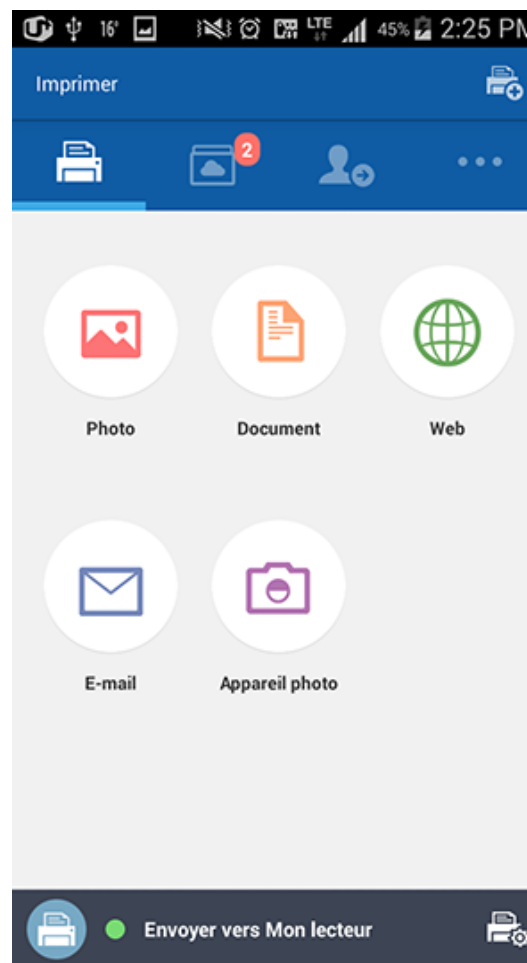 16° LTE 45% 2:25 PM
Imprimer
2
Photo Document Web
E-mail Appareil photo
Envoyer vers Mon lecteur